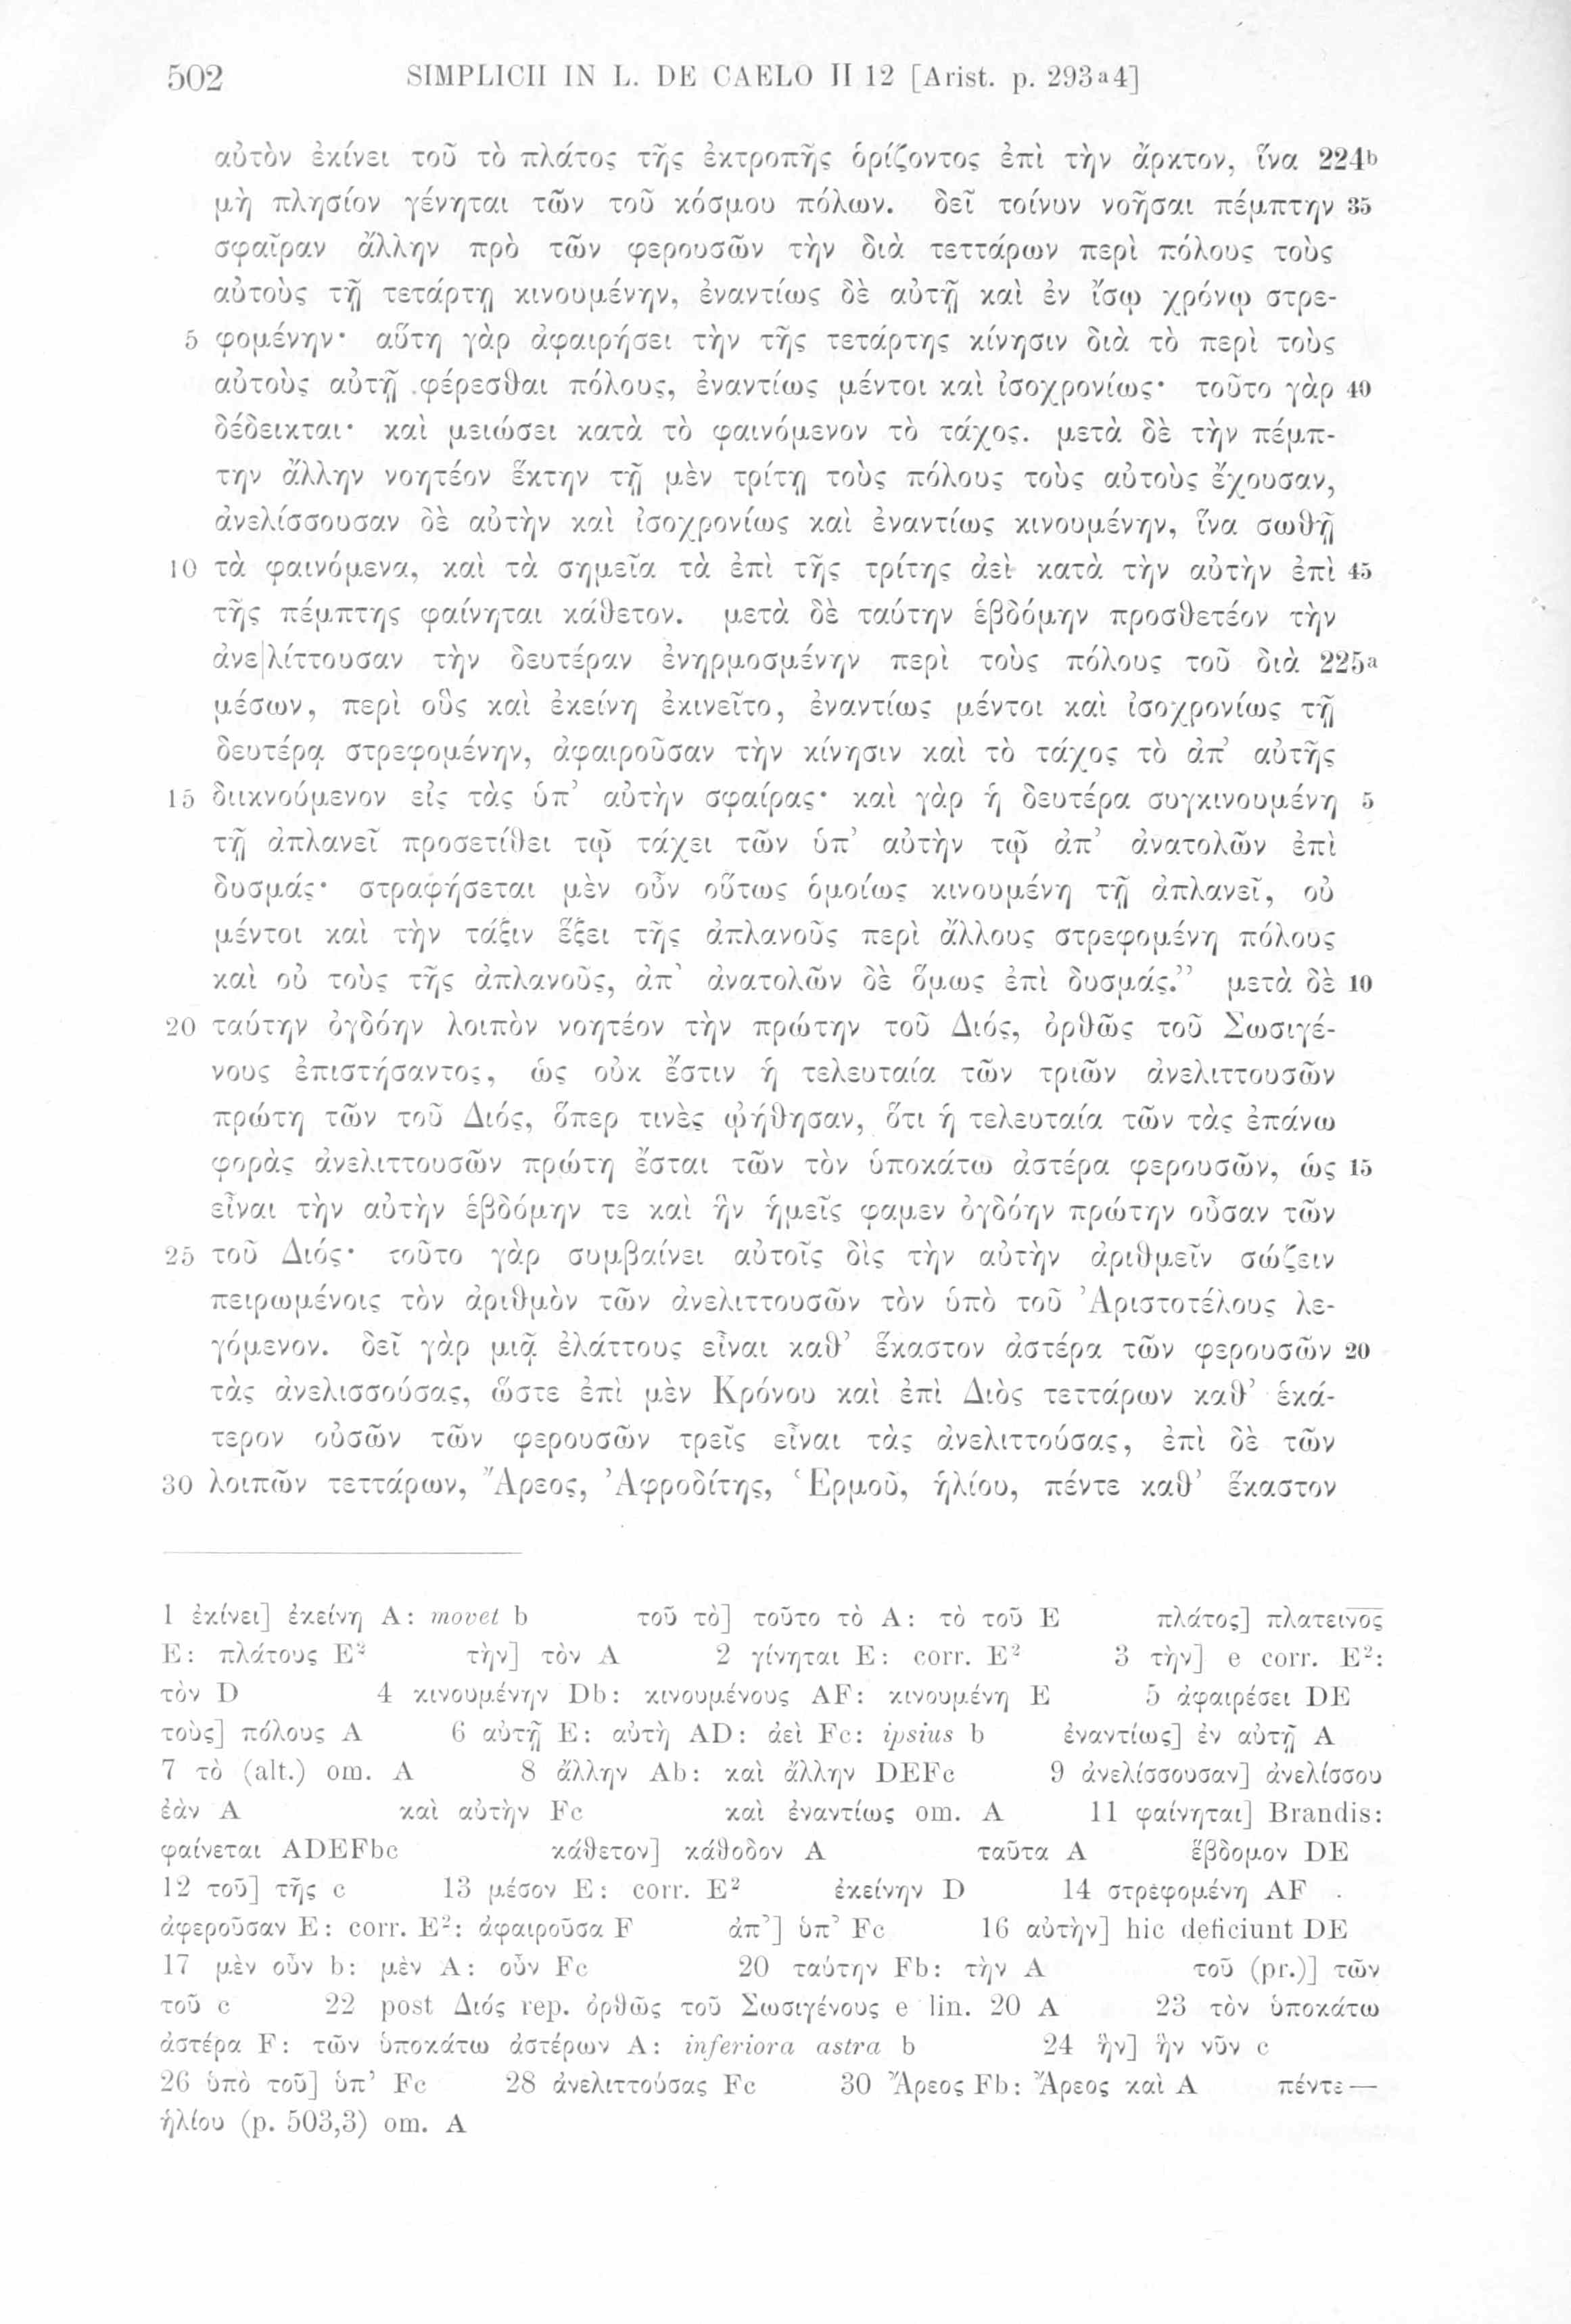 502 SIMPLICII IN L. DE CAELO II 12 [Arist. p. 293a4]
αὐτὸν ἐκίνει τοῦ τὸ πλάτος τῆς ἐκτροπῆς ὁρίζοντος ἐπὶ τὴν ἄρκτον, ἵνα 224b
μὴ πλησίον γένηται τῶν τοῦ κόσμου πόλων. δεῖ τοίνυν νοῆσαι πέμπτην 35
σφαῖραν ἄλλην πρὸ τῶν φερουσῶν τὴν διὰ τεττάρων περὶ πόλους τοὺς
αὐτοὺς τῇ τετάρτῃ κινουμένην, ἐναντίως δὲ αὐτῇ καὶ ἐν ἴσῳ χρόνῳ στρε-
5 φομένην· αὕτη γὰρ ἀφαιρήσει τὴν τῆς τετάρτης κίνησιν διὰ τὸ περὶ τοὺς
αὐτοὺς αὐτῇ φέρεσθαι πόλους, ἐναντίως μέντοι καὶ ἰσοχρονίως· τοῦτο γὰρ 40
δέδεικται· καὶ μειώσει κατὰ τὸ φαινόμενον τὸ τάχος. μετὰ δὲ τὴν πέμπ-
την ἄλλην νοητέον ἕκτην τῇ μὲν τρίτῃ τοὺς πόλους τοὺς αὐτοὺς ἔχουσαν,
ἀνελίσσουσαν δὲ αὐτὴν καὶ ἰσοχρονίως καὶ ἐναντίως κινουμένην, ἵνα σωθῇ
10 τὰ φαινόμενα, καὶ τὰ σημεῖα τὰ ἐπὶ τῆς τρίτης ἀεὶ κατὰ τὴν αὐτὴν ἐπὶ 45
τῆς πέμπτης φαίνηται κάθετον. μετὰ δὲ ταύτην ἑβδόμην προσθετέον τὴν
ἀνε|λίττουσαν τὴν δευτέραν ἐνηρμοσμένην περὶ τοὺς πόλους τοῦ διὰ 225a
μέσων, περὶ οὓς καὶ ἐκείνη ἐκινεῖτο, ἐναντίως μέντοι καὶ ἰσοχρονίως τῇ
δευτέρᾳ στρεφομένην, ἀφαιροῦσαν τὴν κίνησιν καὶ τὸ τάχος τὸ ἀπ’ αὐτῆς
15 διικνούμενον εἰς τὰς ὑπ’ αὐτὴν σφαίρας· καὶ γὰρ ἡ δευτέρα συγκινουμένη 5
τῇ ἀπλανεῖ προσετίθει τῷ τάχει τῶν ὑπ’ αὐτὴν τῷ ἀπ’ ἀνατολῶν ἐπὶ
δυσμάς· στραφήσεται μὲν οὖν οὕτως ὁμοίως κινουμένη τῇ ἀπλανεῖ, οὐ
μέντοι καὶ τὴν τάξιν ἕξει τῆς ἀπλανοῦς περὶ ἄλλους στρεφομένη πόλους
καὶ οὐ τοὺς τῆς ἀπλανοῦς, ἀπ’ ἀνατολῶν δὲ ὅμως ἐπὶ δυσμάς.” μετὰ δὲ 10
20 ταύτην ὀγδόην λοιπὸν νοητέον τὴν πρώτην τοῦ Διός, ὀρθῶς τοῦ Σωσιγέ-
νους ἐπιστήσαντος, ὡς οὐκ ἔστιν ἡ τελευταία τῶν τριῶν ἀνελιττουσῶν
πρώτη τῶν τοῦ Διός, ὅπερ τινὲς ᾠήθησαν, ὅτι ἡ τελευταία τῶν τὰς ἐπάνω
φορὰς ἀνελιττουσῶν πρώτη ἔσται τῶν τὸν ὑποκάτω ἀστέρα φερουσῶν, ὡς 15
εἶναι τὴν αὐτὴν ἑβδόμην τε καὶ ἣν ἡμεῖς φαμεν ὀγδόην πρώτην οὖσαν τῶν
25 τοῦ Διός· τοῦτο γὰρ συμβαίνει αὐτοῖς δὶς τὴν αὐτὴν ἀριθμεῖν σώζειν
πειρωμένοις τὸν ἀριθμὸν τῶν ἀνελιττουσῶν τὸν ὑπὸ τοῦ Ἀριστοτέλους λε-
γόμενον. δεῖ γὰρ μιᾷ ἐλάττους εἶναι καθ’ ἕκαστον ἀστέρα τῶν φερουσῶν 20
τὰς ἀνελισσούσας, ὥστε ἐπὶ μὲν Κρόνου καὶ ἐπὶ Διὸς τεττάρων καθ’ ἑκά-
τερον οὐσῶν τῶν φερουσῶν τρεῖς εἶναι τὰς ἀνελιττούσας, ἐπὶ δὲ τῶν
30 λοιπῶν τεττάρων, Ἄρεος, Ἀφροδίτης, Ἑρμοῦ, ἡλίου, πέντε καθ’ ἕκαστον
1 ἐκίνει] ἐκείνη A: movet b τοῦ τὸ] τοῦτο τὸ A: τὸ τοῦ E πλάτος] πλατεινος
E: πλάτους E² τὴν] τὸν A 2 γίνηται E: corr. E² 3 τὴν] e corr. E²:
τὸν D 4 κινουμένην Db: κινουμένους AF: κινουμένη E 5 ἀφαιρέσει DE
τοὺς] πόλους A 6 αὐτῇ E: αὐτὴ AD: ἀεὶ Fc: ipsius b ἐναντίως] ἐν αὐτῇ A
7 τὸ (alt.) om. A 8 ἄλλην Ab: καὶ ἄλλην DEFc 9 ἀνελίσσουσαν] ἀνελίσσου
ἐὰν A καὶ αὐτὴν Fc καὶ ἐναντίως om. A 11 φαίνηται] Brandis:
φαίνεται ADEFbc κάθετον] κάθοδον A ταῦτα A ἕβδομον DE
12 τοῦ] τῆς c 13 μέσον E: corr. E² ἐκείνην D 14 στρεφομένη AF
ἀφεροῦσαν E: corr. E²: ἀφαιροῦσα F ἀπ’] ὑπ’ Fc 16 αὐτὴν] hic deficiunt DE
17 μὲν οὖν b: μὲν A: οὖν Fc 20 ταύτην Fb: τὴν A τοῦ (pr.)] τῶν
τοῦ c 22 post Διός rep. ὀρθῶς τοῦ Σωσιγένους e lin. 20 A 23 τὸν ὑποκάτω
ἀστέρα F: τῶν ὑποκάτω ἀστέρων A: inferiora astra b 24 ἣν] ἣν νῦν c
26 ὑπὸ τοῦ] ὑπ’ Fc 28 ἀνελιττούσας Fc 30 Ἄρεος Fb: Ἄρεος καὶ A πέντε—
ἡλίου (p. 503,3) om. A